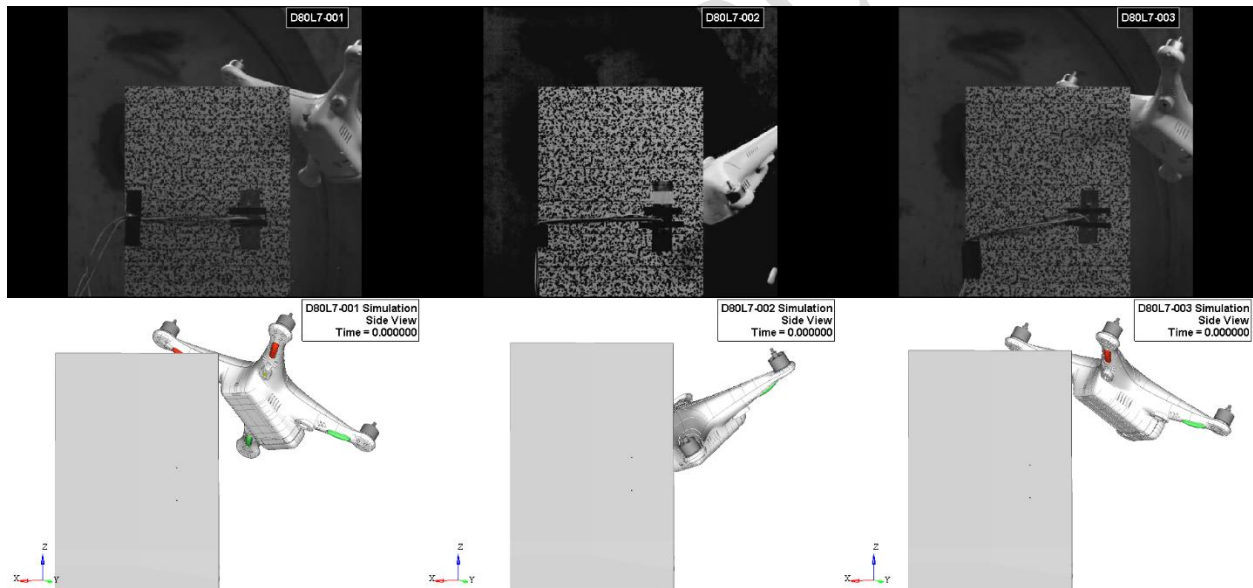 D80L7-001
D80L7-002
D80L7-003
D80L7-001 Simulation
Side View
Time = 0.000000
D80L7-002 Simulation
Side View
Time = 0.000000
D80L7-003 Simulation
Side View
Time = 0.000000
Z
X
Y
Z
X
Y
Z
X
Y